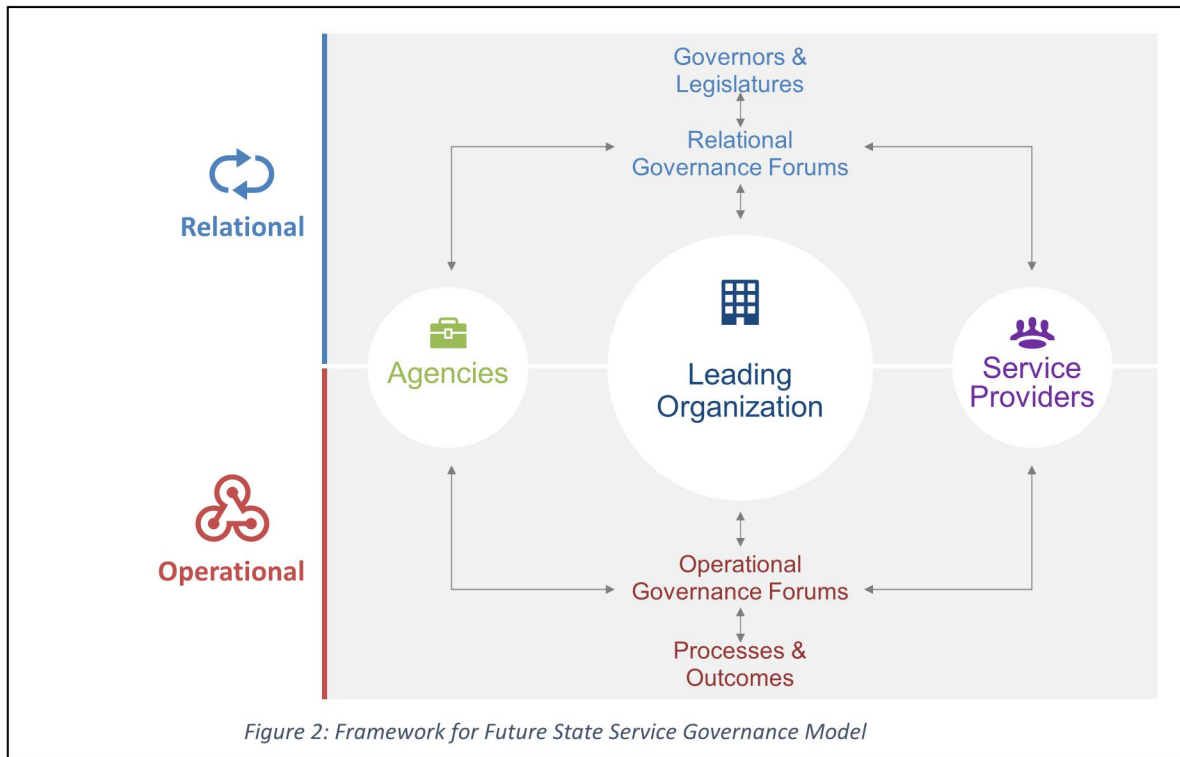 Governors &
Legislatures
Relational
Governance Forums
Relational
Agencies
Leading
Organization
Service
Providers
Operational
Operational
Governance Forums
Processes &
Outcomes
Figure 2: Framework for Future State Service Governance Model